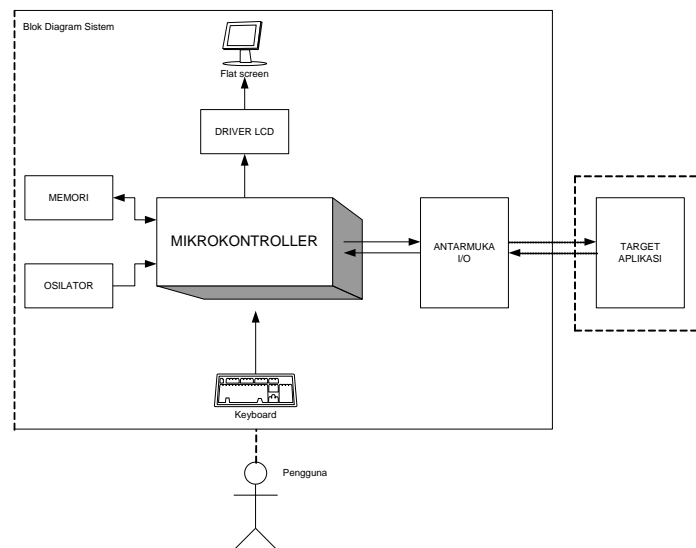 Blok Diagram Sistem
Flat screen
DRIVER LCD
MEMORI
MIKROKONTROLLER
OSILATOR
ANTARMUKA
I/O
TARGET
APLIKASI
Keyboard
Pengguna